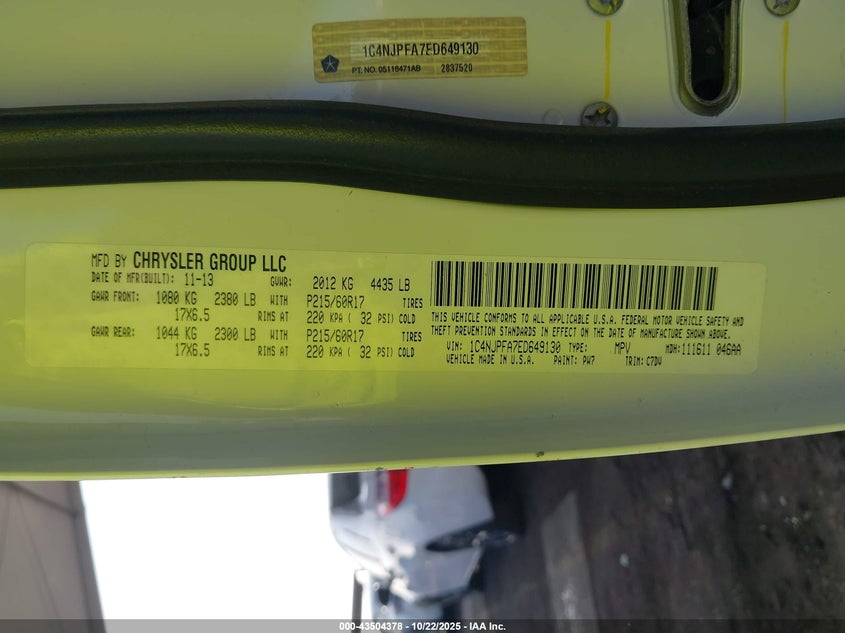 1C4NJPFA7ED649130
PT. NO. 05116471AB 2837520
MFD BY CHRYSLER GROUP LLC
DATE OF MFR(BUILT): 11-13 GVWR: 2012 KG 4435 LB
GAWR FRONT: 1080 KG 2380 LB WITH P215/60R17 TIRES
17X6.5 RIMS AT 220 KPA ( 32 PSI) COLD
GAWR REAR: 1044 KG 2300 LB WITH P215/60R17 TIRES
17X6.5 RIMS AT 220 KPA ( 32 PSI) COLD
THIS VEHICLE CONFORMS TO ALL APPLICABLE U.S.A. FEDERAL MOTOR VEHICLE SAFETY AND
THEFT PREVENTION STANDARDS IN EFFECT ON THE DATE OF MANUFACTURE SHOWN ABOVE.
VIN: 1C4NJPFA7ED649130 TYPE: MPV MDH:111611 046AA
VEHICLE MADE IN U.S.A. PAINT: PW7 TRIM: C7DV
000-43504378 - 10/22/2025 - IAA Inc.